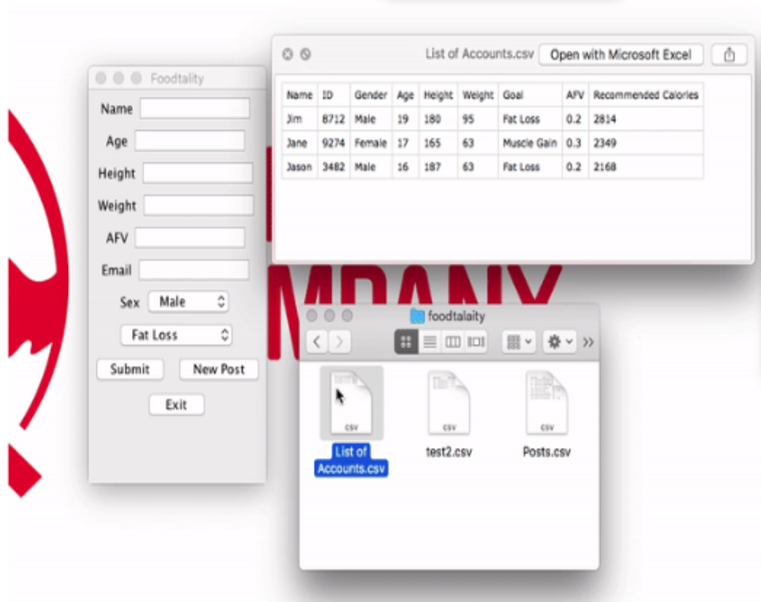 Foodtality
Name
Age
Height
Weight
AFV
Email
Sex Male
Fat Loss
Submit New Post
Exit
List of Accounts.csv Open with Microsoft Excel
Name ID Gender Age Height Weight Goal AFV Recommended Calories
Jim 8712 Male 19 180 95 Fat Loss 0.2 2814
Jane 9274 Female 17 165 63 Muscle Gain 0.3 2349
Jason 3482 Male 16 187 63 Fat Loss 0.2 2168
foodtalaity
CSV CSV CSV
List of
Accounts.csv
test2.csv
Posts.csv